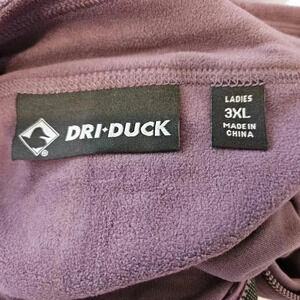 DRI-DUCK
®
LADIES
3XL
MADE IN
CHINA